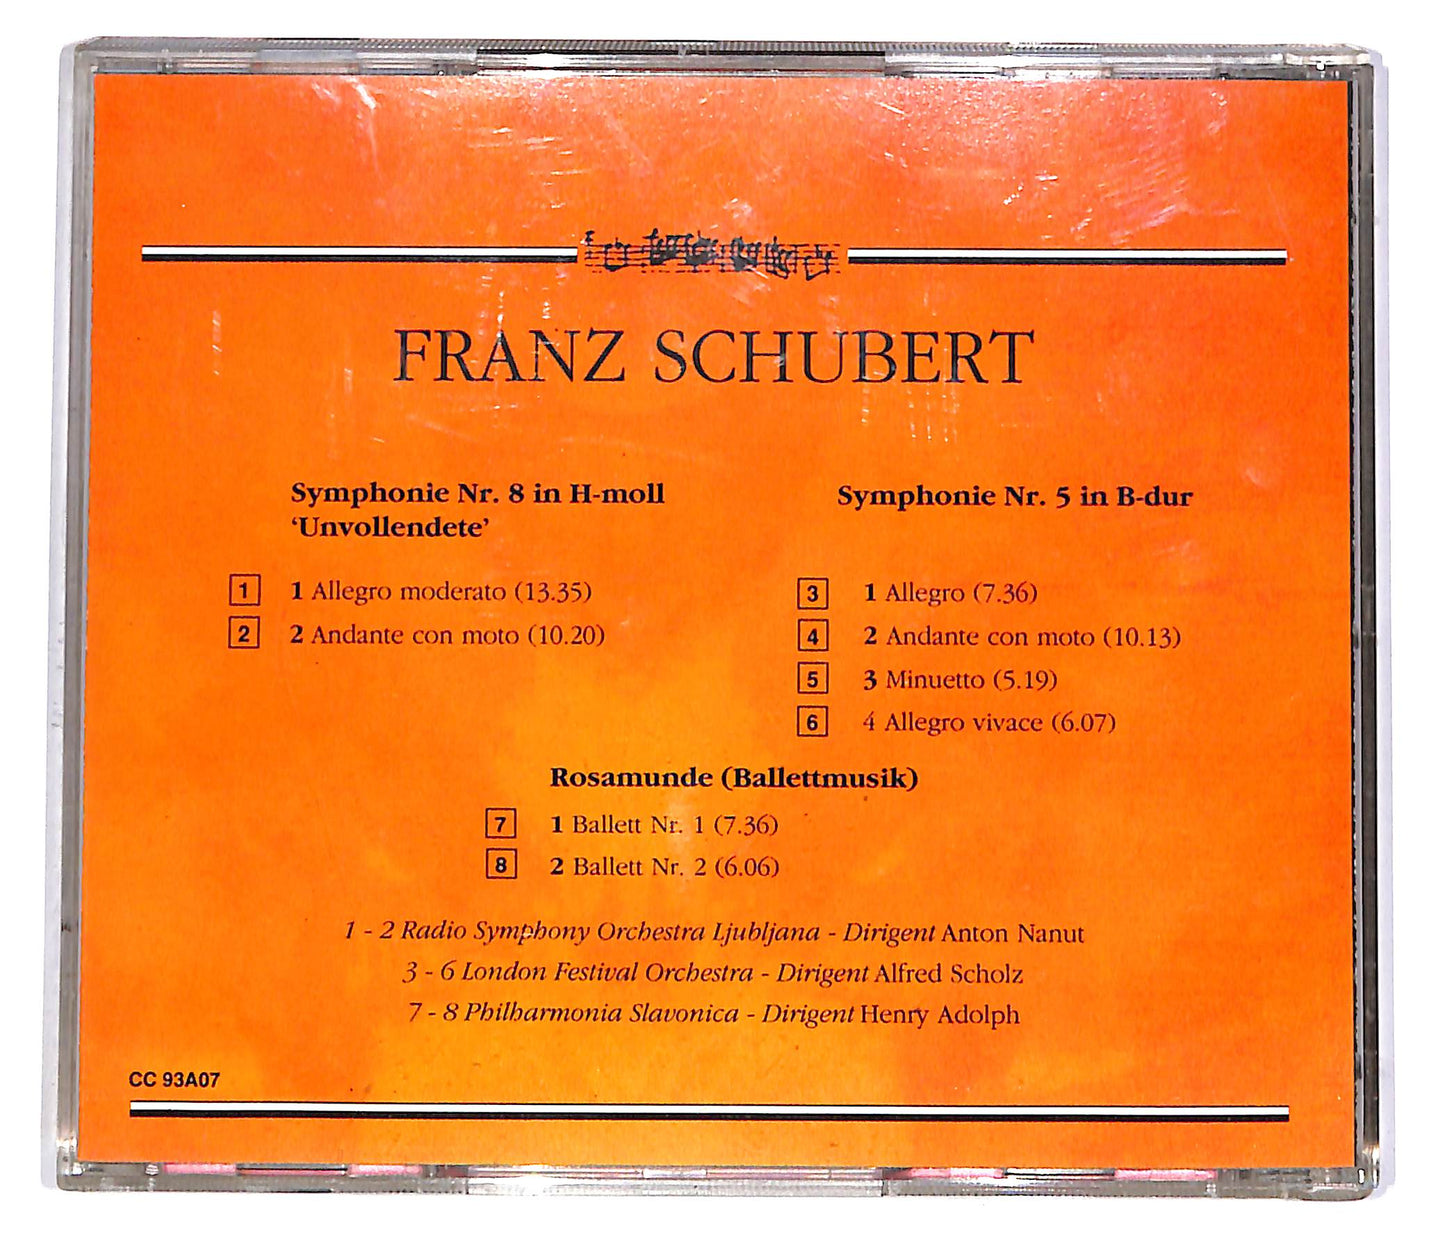 FRANZ SCHUBERT
Symphonie Nr. 8 in H-moll
‘Unvollendete’
1 1 Allegro moderato (13.35)
2 2 Andante con moto (10.20)
Symphonie Nr. 5 in B-dur
3 1 Allegro (7.36)
4 2 Andante con moto (10.13)
5 3 Minuetto (5.19)
6 4 Allegro vivace (6.07)
Rosamunde (Ballettmusik)
7 1 Ballett Nr. 1 (7.36)
8 2 Ballett Nr. 2 (6.06)
1 - 2 Radio Symphony Orchestra Ljubljana - Dirigent Anton Nanut
3 - 6 London Festival Orchestra - Dirigent Alfred Scholz
7 - 8 Philharmonia Slavonica - Dirigent Henry Adolph
CC 93A07